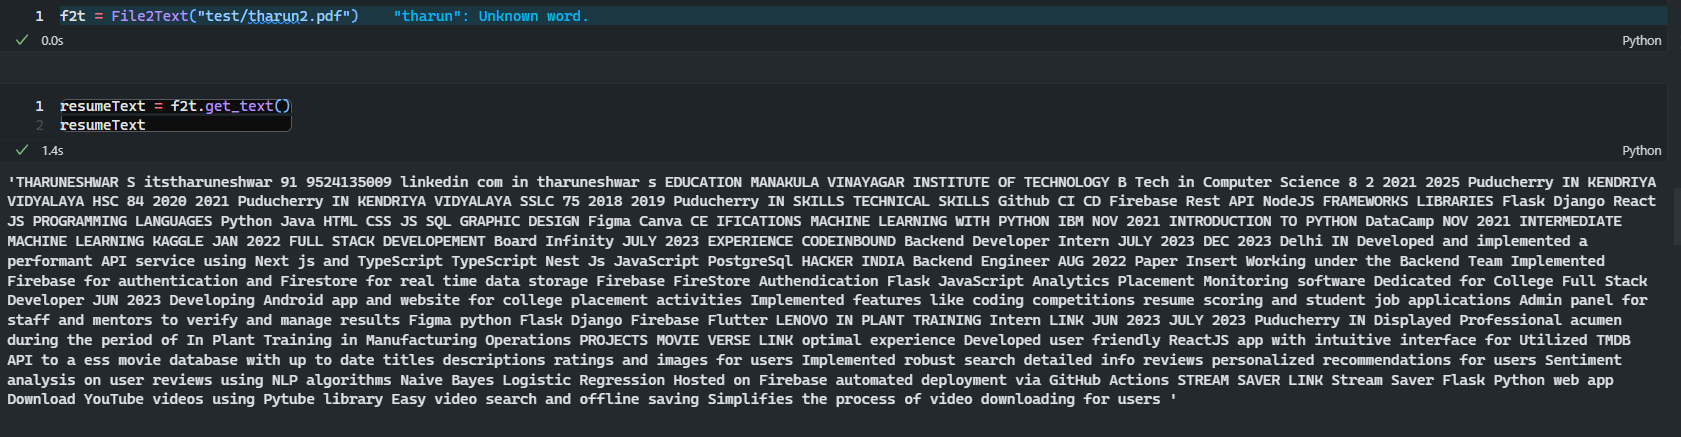 1 f2t = File2Text("test/tharun2.pdf") "tharun": Unknown word.
✓ 0.0s Python
1 resumeText = f2t.get_text()
2 resumeText
✓ 1.4s Python
'THARUNESHWAR S itstharuneshwar 91 9524135009 linkedin com in tharuneshwar s EDUCATION MANAKULA VINAYAGAR INSTITUTE OF TECHNOLOGY B Tech in Computer Science 8 2 2021 2025 Puducherry IN KENDRIYA
VIDYALAYA HSC 84 2020 2021 Puducherry IN KENDRIYA VIDYALAYA SSLC 75 2018 2019 Puducherry IN SKILLS TECHNICAL SKILLS Github CI CD Firebase Rest API NodeJS FRAMEWORKS LIBRARIES Flask Django React
JS PROGRAMMING LANGUAGES Python Java HTML CSS JS SQL GRAPHIC DESIGN Figma Canva CE IFICATIONS MACHINE LEARNING WITH PYTHON IBM NOV 2021 INTRODUCTION TO PYTHON DataCamp NOV 2021 INTERMEDIATE
MACHINE LEARNING KAGGLE JAN 2022 FULL STACK DEVELOPEMENT Board Infinity JULY 2023 EXPERIENCE CODEINBOUND Backend Developer Intern JULY 2023 DEC 2023 Delhi IN Developed and implemented a
performant API service using Next js and TypeScript TypeScript Nest Js JavaScript PostgreSql HACKER INDIA Backend Engineer AUG 2022 Paper Insert Working under the Backend Team Implemented
Firebase for authentication and Firestore for real time data storage Firebase FireStore Authendication Flask JavaScript Analytics Placement Monitoring software Dedicated for College Full Stack
Developer JUN 2023 Developing Android app and website for college placement activities Implemented features like coding competitions resume scoring and student job applications Admin panel for
staff and mentors to verify and manage results Figma python Flask Django Firebase Flutter LENOVO IN PLANT TRAINING Intern LINK JUN 2023 JULY 2023 Puducherry IN Displayed Professional acumen
during the period of In Plant Training in Manufacturing Operations PROJECTS MOVIE VERSE LINK optimal experience Developed user friendly ReactJS app with intuitive interface for Utilized TMDB
API to a ess movie database with up to date titles descriptions ratings and images for users Implemented robust search detailed info reviews personalized recommendations for users Sentiment
analysis on user reviews using NLP algorithms Naive Bayes Logistic Regression Hosted on Firebase automated deployment via GitHub Actions STREAM SAVER LINK Stream Saver Flask Python web app
Download YouTube videos using Pytube library Easy video search and offline saving Simplifies the process of video downloading for users '